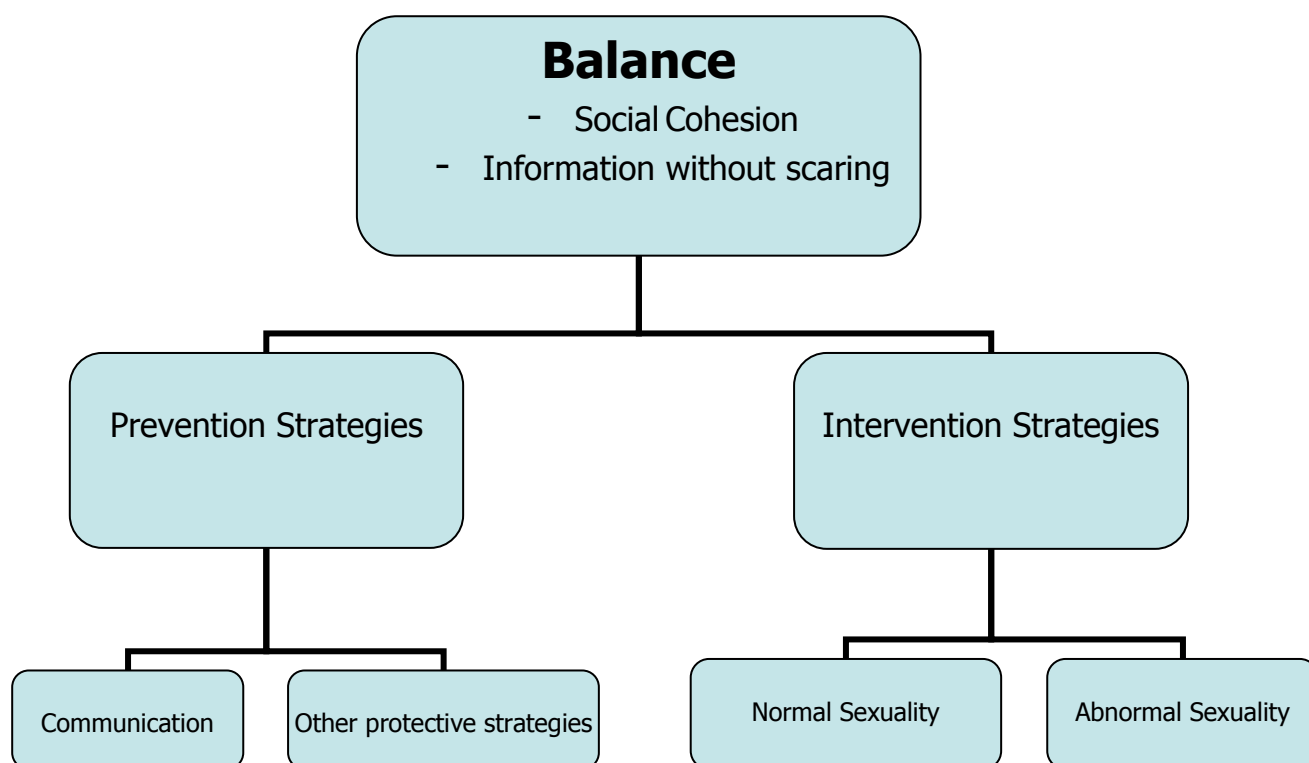 Balance
- Social Cohesion
- Information without scaring
Prevention Strategies
Intervention Strategies
Communication
Other protective strategies
Normal Sexuality
Abnormal Sexuality